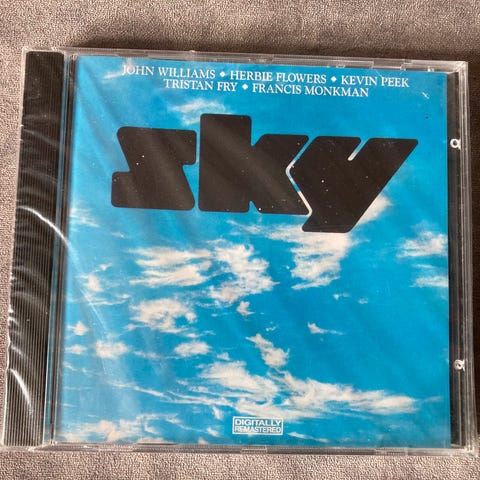 JOHN WILLIAMS ◆ HERBIE FLOWERS ◆ KEVIN PEEK
TRISTAN FRY ◆ FRANCIS MONKMAN
sky
DIGITALLY
REMASTERED